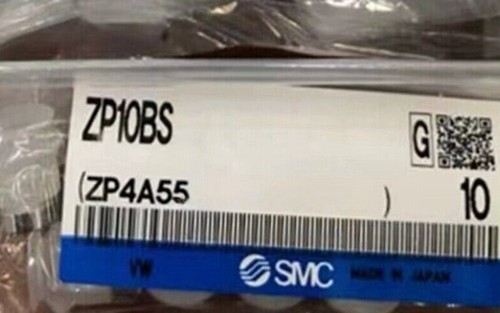 ZP10BS
G
(ZP4A55 ) 10
VW SMC MADE IN JAPAN